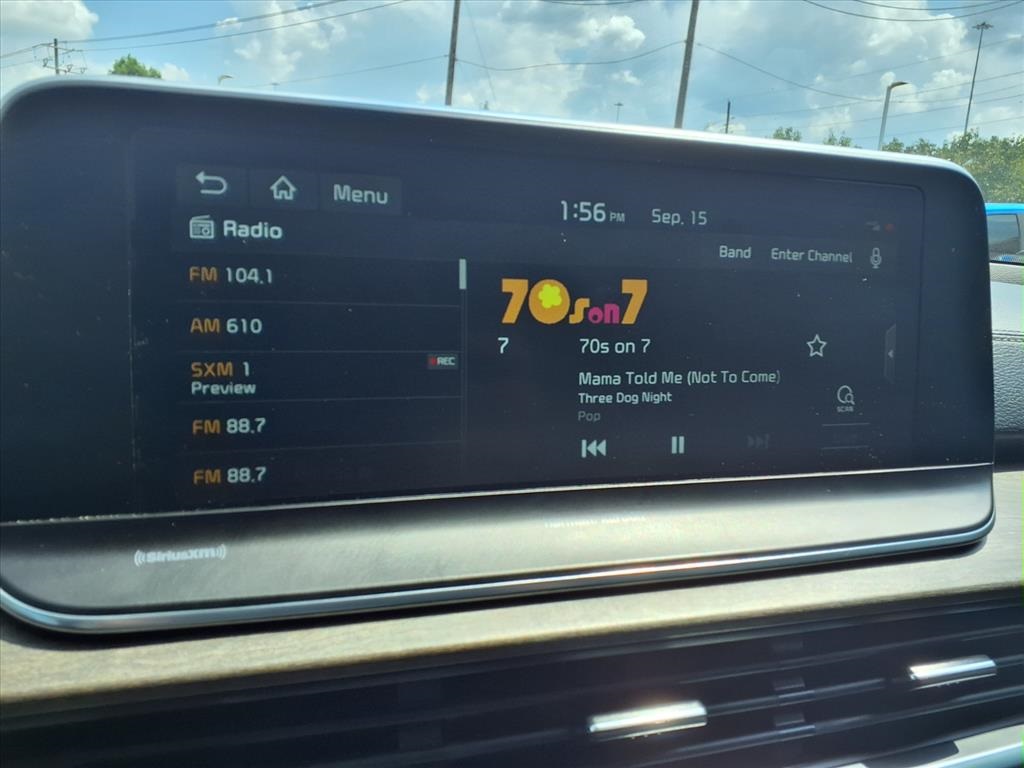 Menu
1:56 PM Sep. 15
Radio
Band Enter Channel
FM 104.1
AM 610
SXM 1
Preview
REC
FM 88.7
FM 88.7
70s on 7
7 70s on 7
Mama Told Me (Not To Come)
Three Dog Night
Pop
SCAN
((SiriusXM))